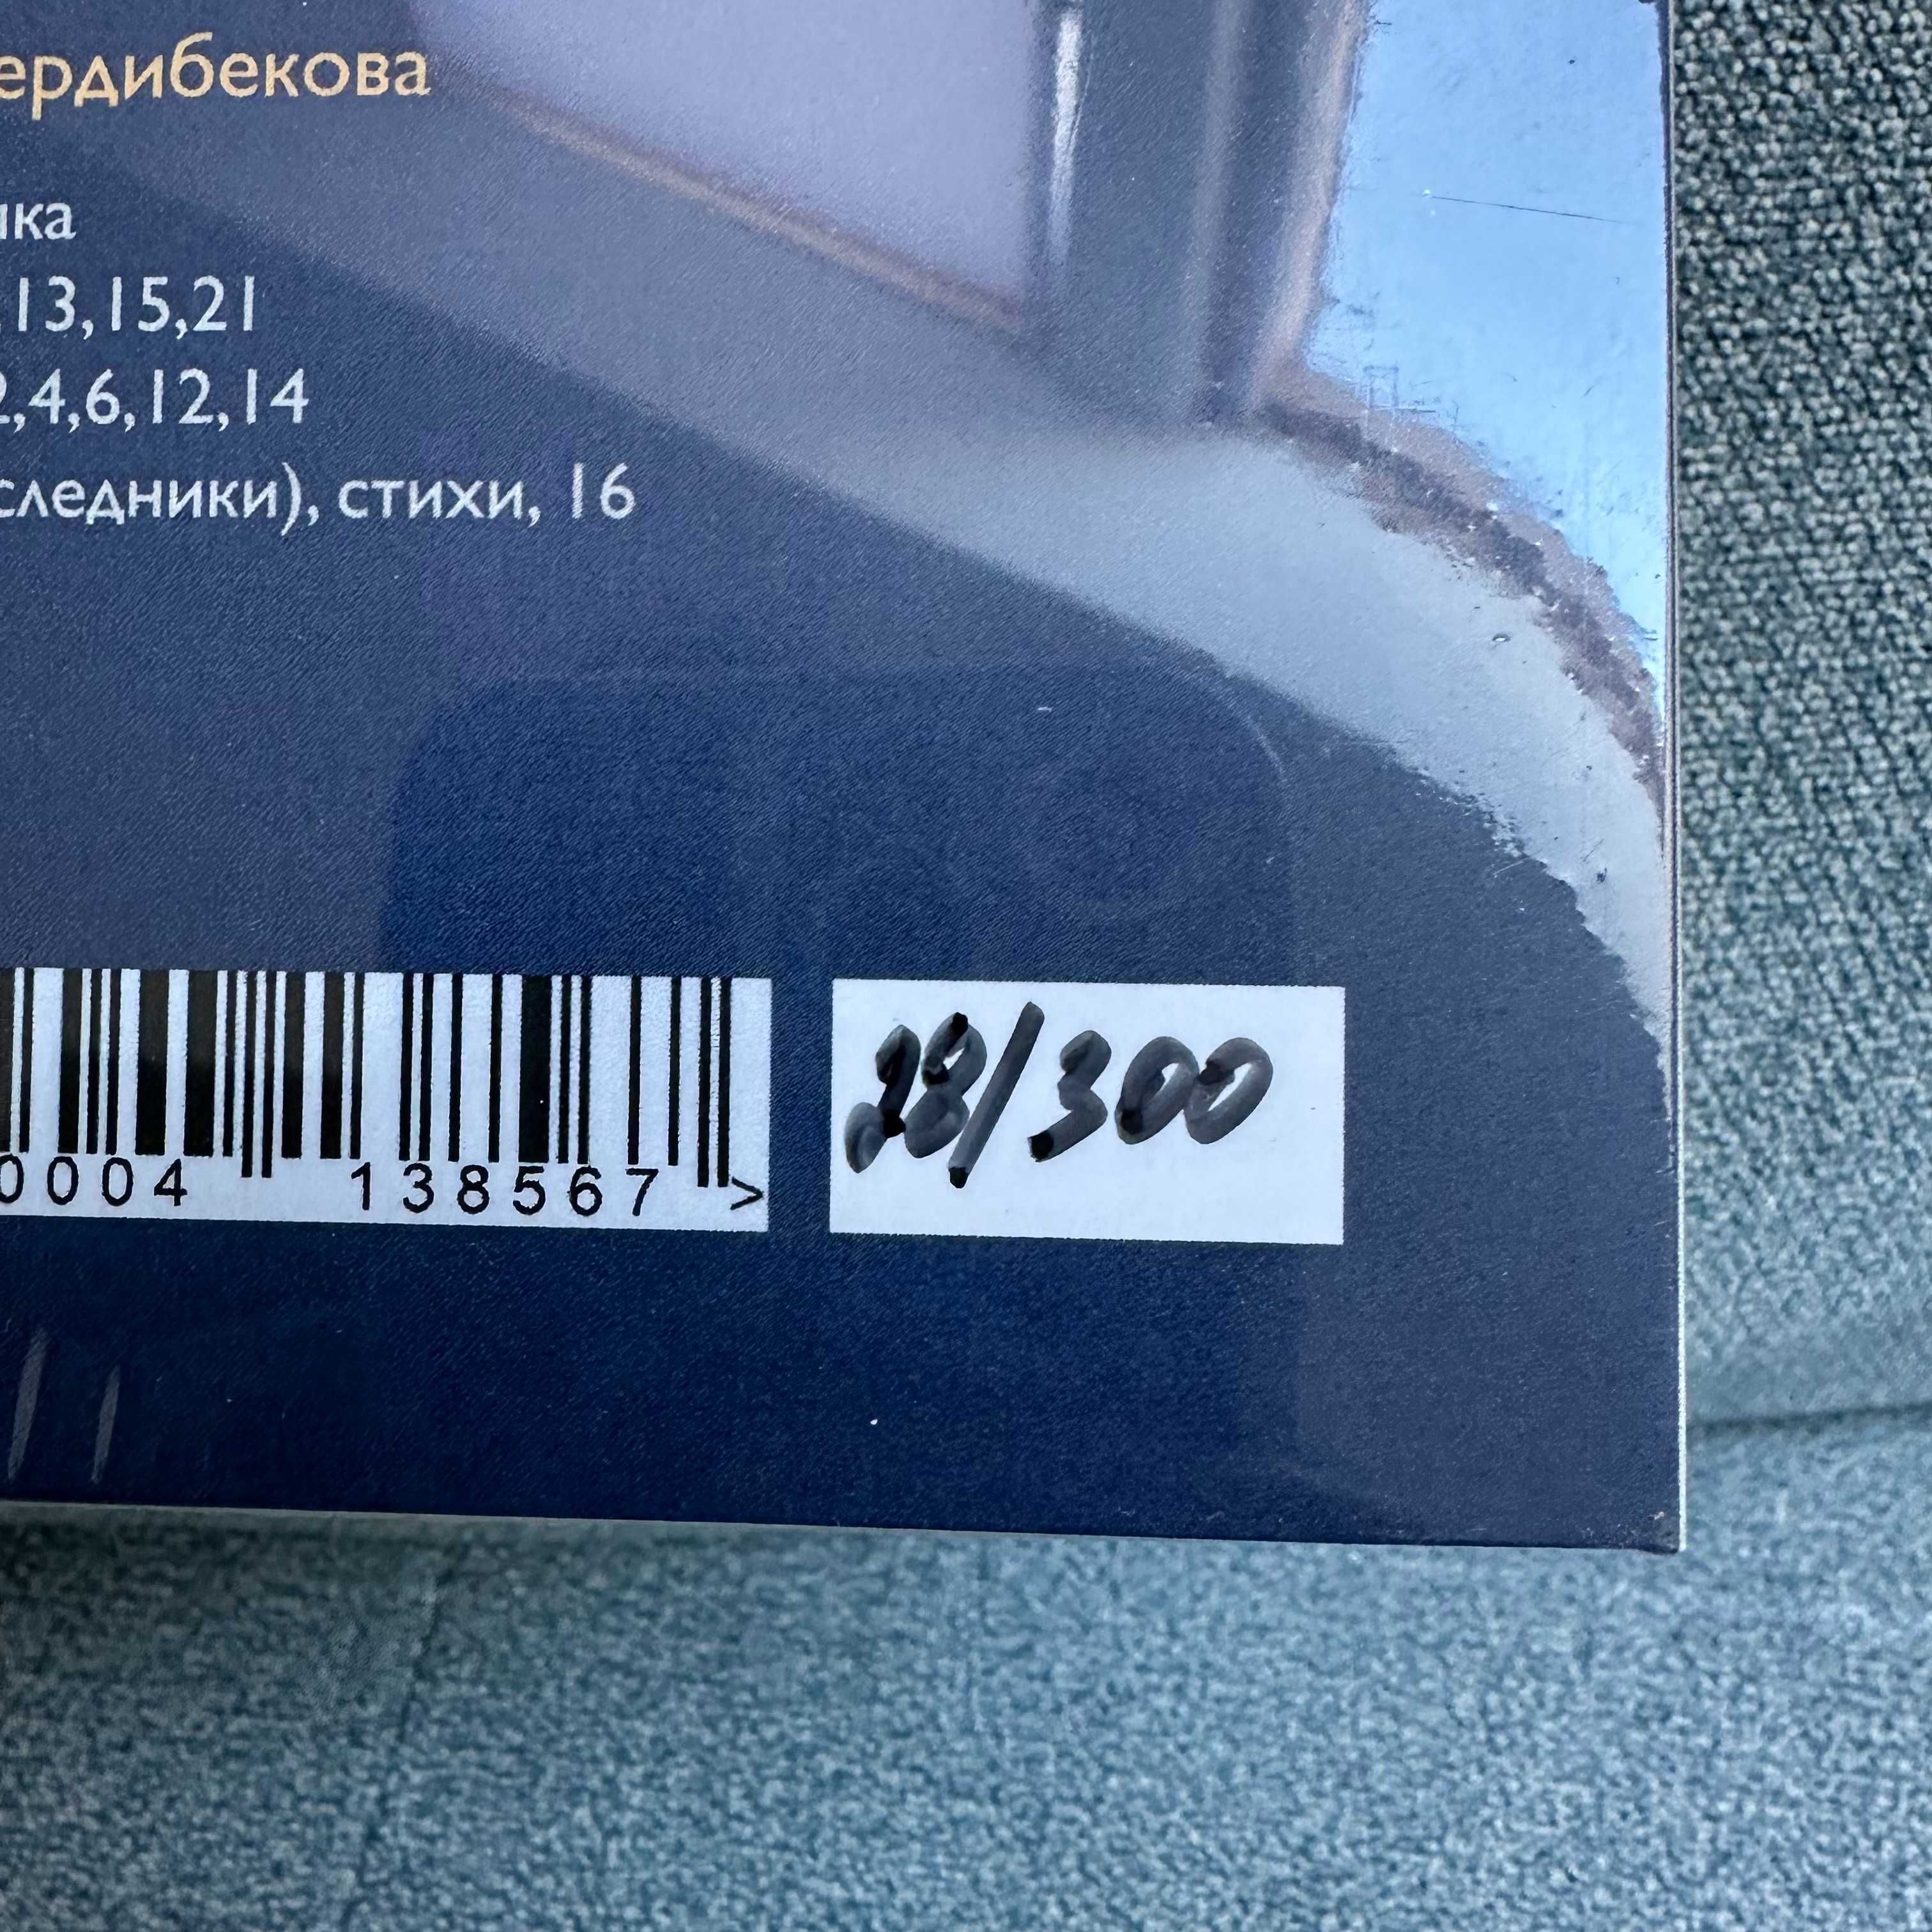 ердибекова
ика
,13,15,21
2,4,6,12,14
следники), стихи, 16
0004 138567 >
28/300